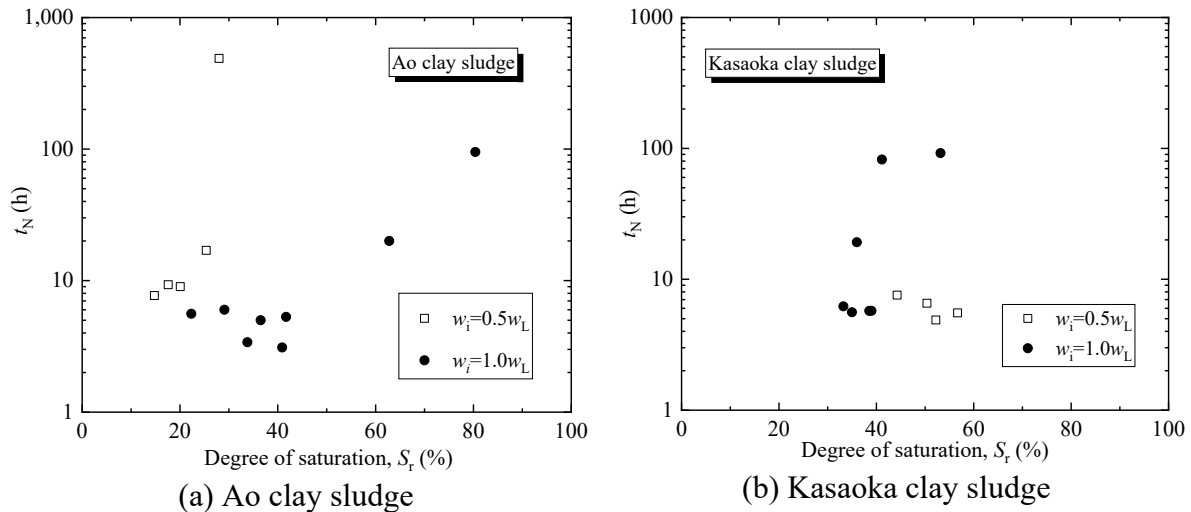 1,000
100
10
1
t_N (h)
Ao clay sludge
w_i=0.5w_L
w_i=1.0w_L
0 20 40 60 80 100
Degree of saturation, S_r (%)
(a) Ao clay sludge
1000
100
10
1
t_N (h)
Kasaoka clay sludge
w_i=0.5w_L
w_i=1.0w_L
0 20 40 60 80 100
Degree of saturation, S_r (%)
(b) Kasaoka clay sludge